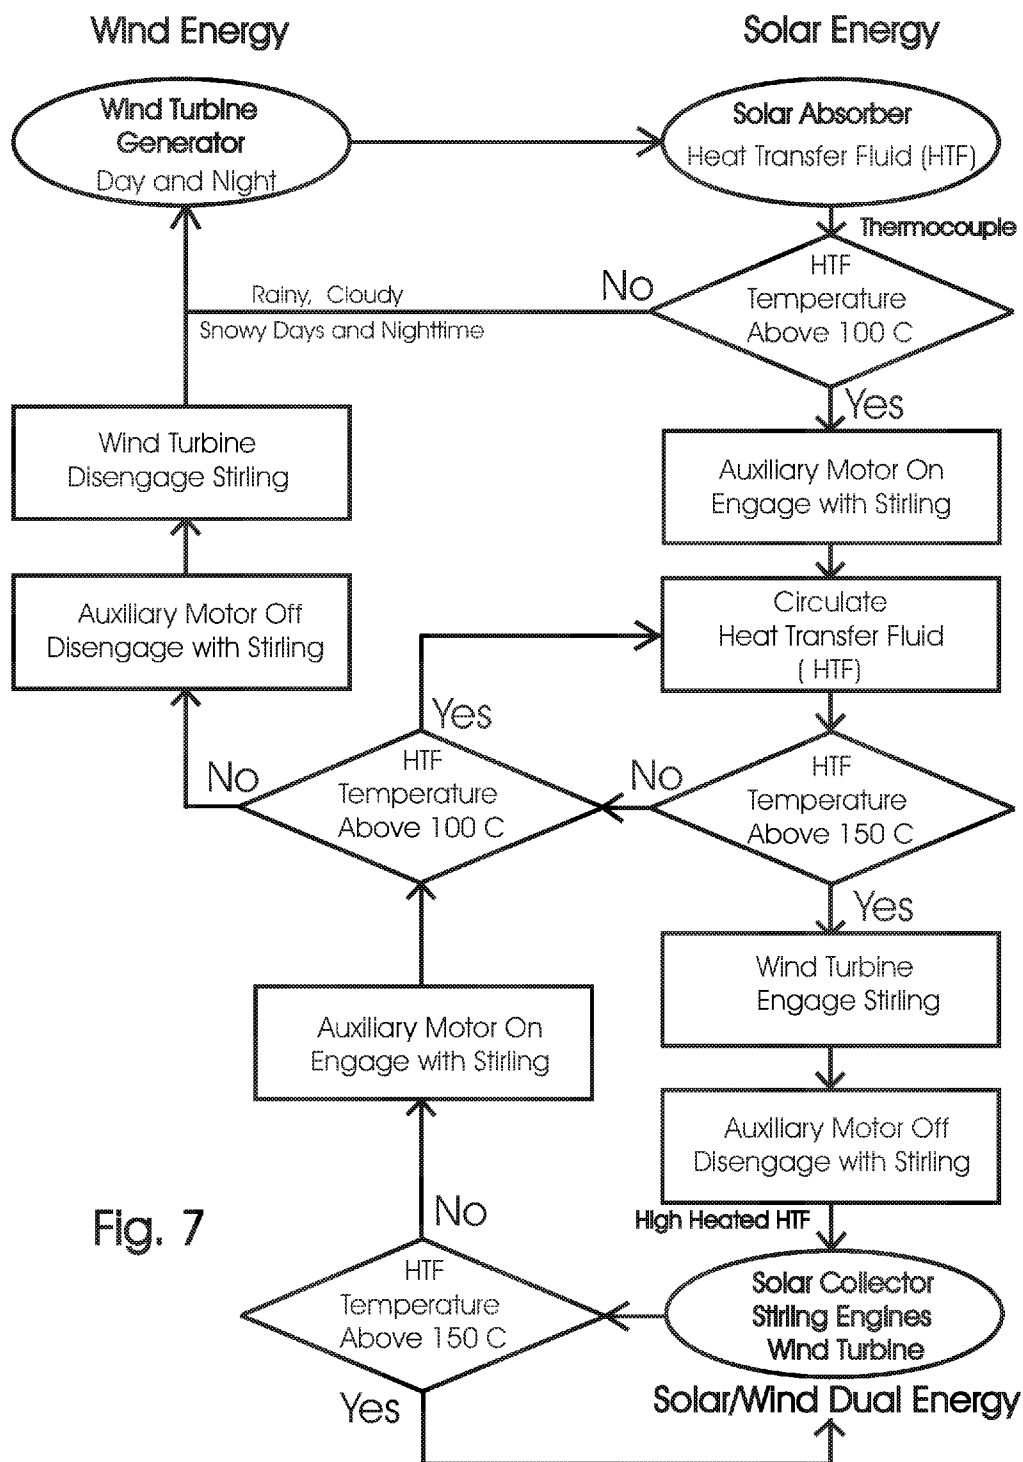 Wind Energy
Solar Energy
Wind Turbine
Generator
Day and Night
Solar Absorber
Heat Transfer Fluid (HTF)
Thermocouple
HTF
Temperature
Above 100 C
No
Rainy, Cloudy
Snowy Days and Nighttime
Yes
Wind Turbine
Disengage Stirling
Auxiliary Motor On
Engage with Stirling
Auxiliary Motor Off
Disengage with Stirling
Circulate
Heat Transfer Fluid
( HTF)
Yes
No
HTF
Temperature
Above 100 C
No
HTF
Temperature
Above 150 C
Yes
Wind Turbine
Engage Stirling
Auxiliary Motor On
Engage with Stirling
Auxiliary Motor Off
Disengage with Stirling
Fig. 7
No
High Heated HTF
HTF
Temperature
Above 150 C
Solar Collector
Stirling Engines
Wind Turbine
Yes
Solar/Wind Dual Energy